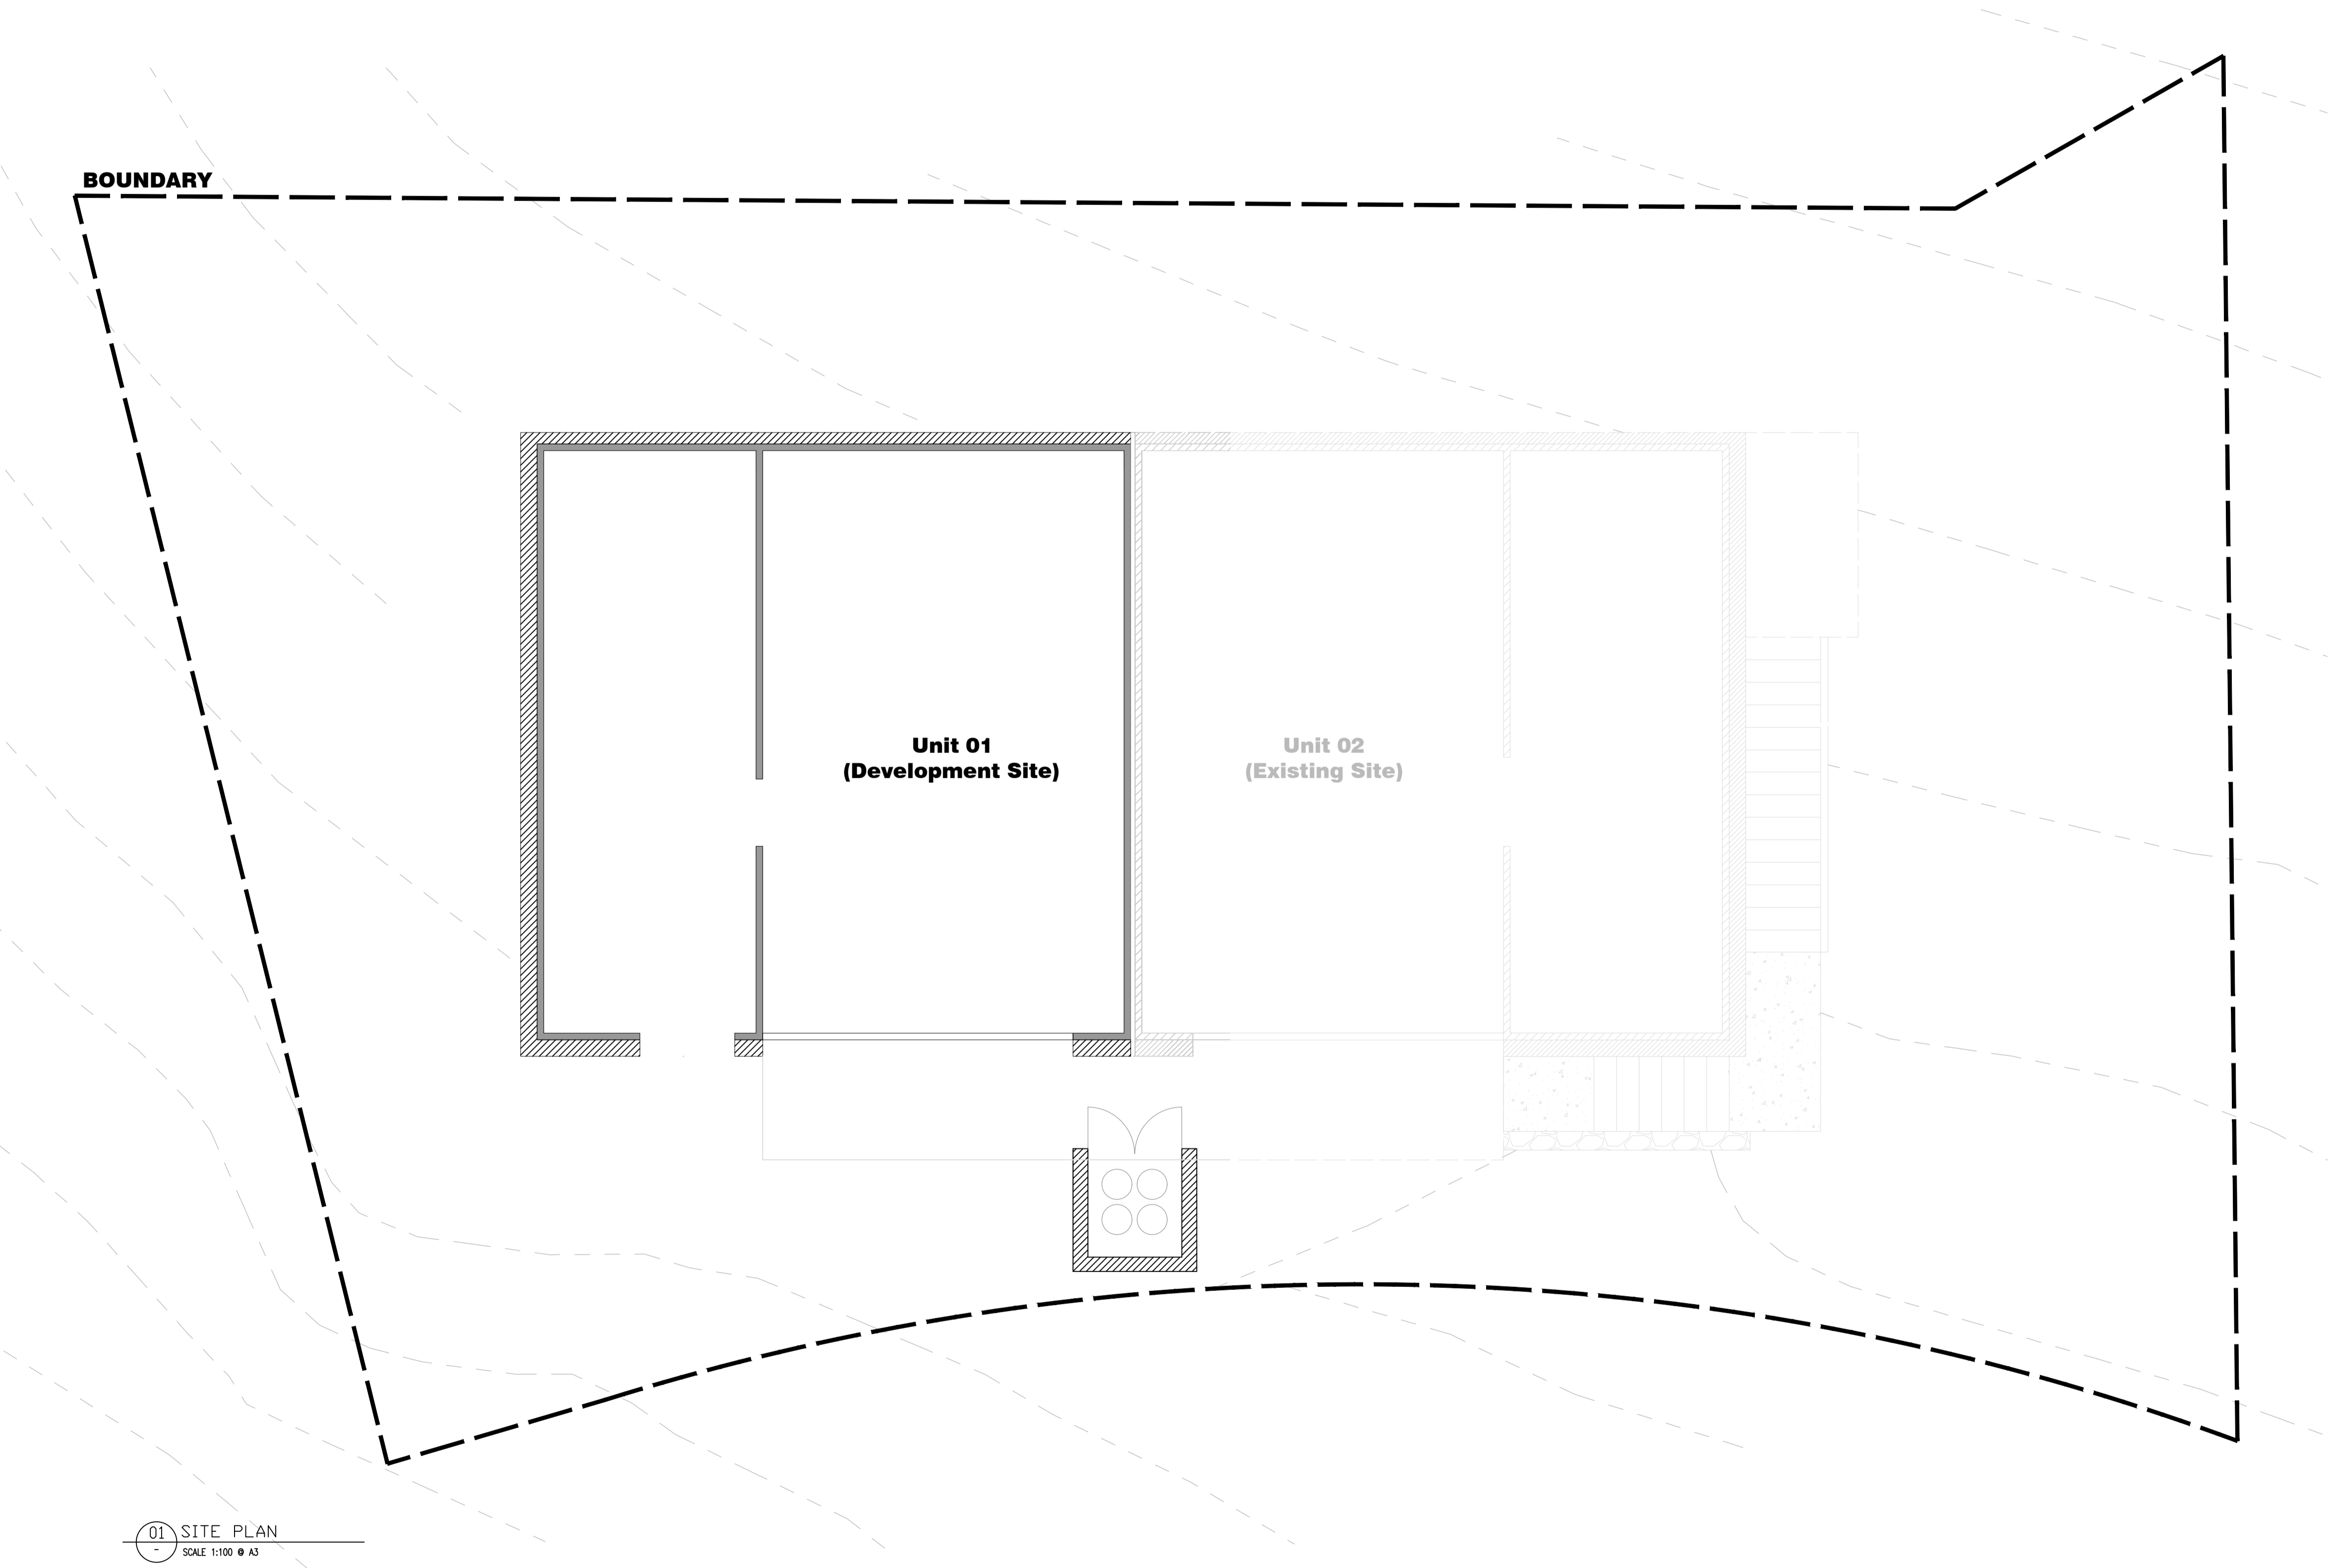 BOUNDARY
Unit 01
(Development Site)
Unit 02
(Existing Site)
01
-
SITE PLAN
SCALE 1:100 @ A3